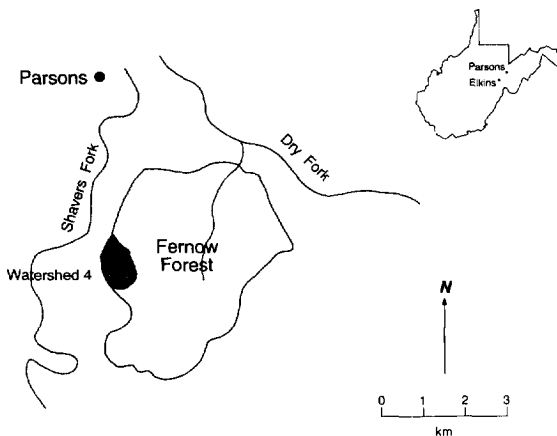 Parsons
Parsons
Elkins
Shavers Fork
Dry Fork
Fernow
Forest
Watershed 4
N
0 1 2 3
km